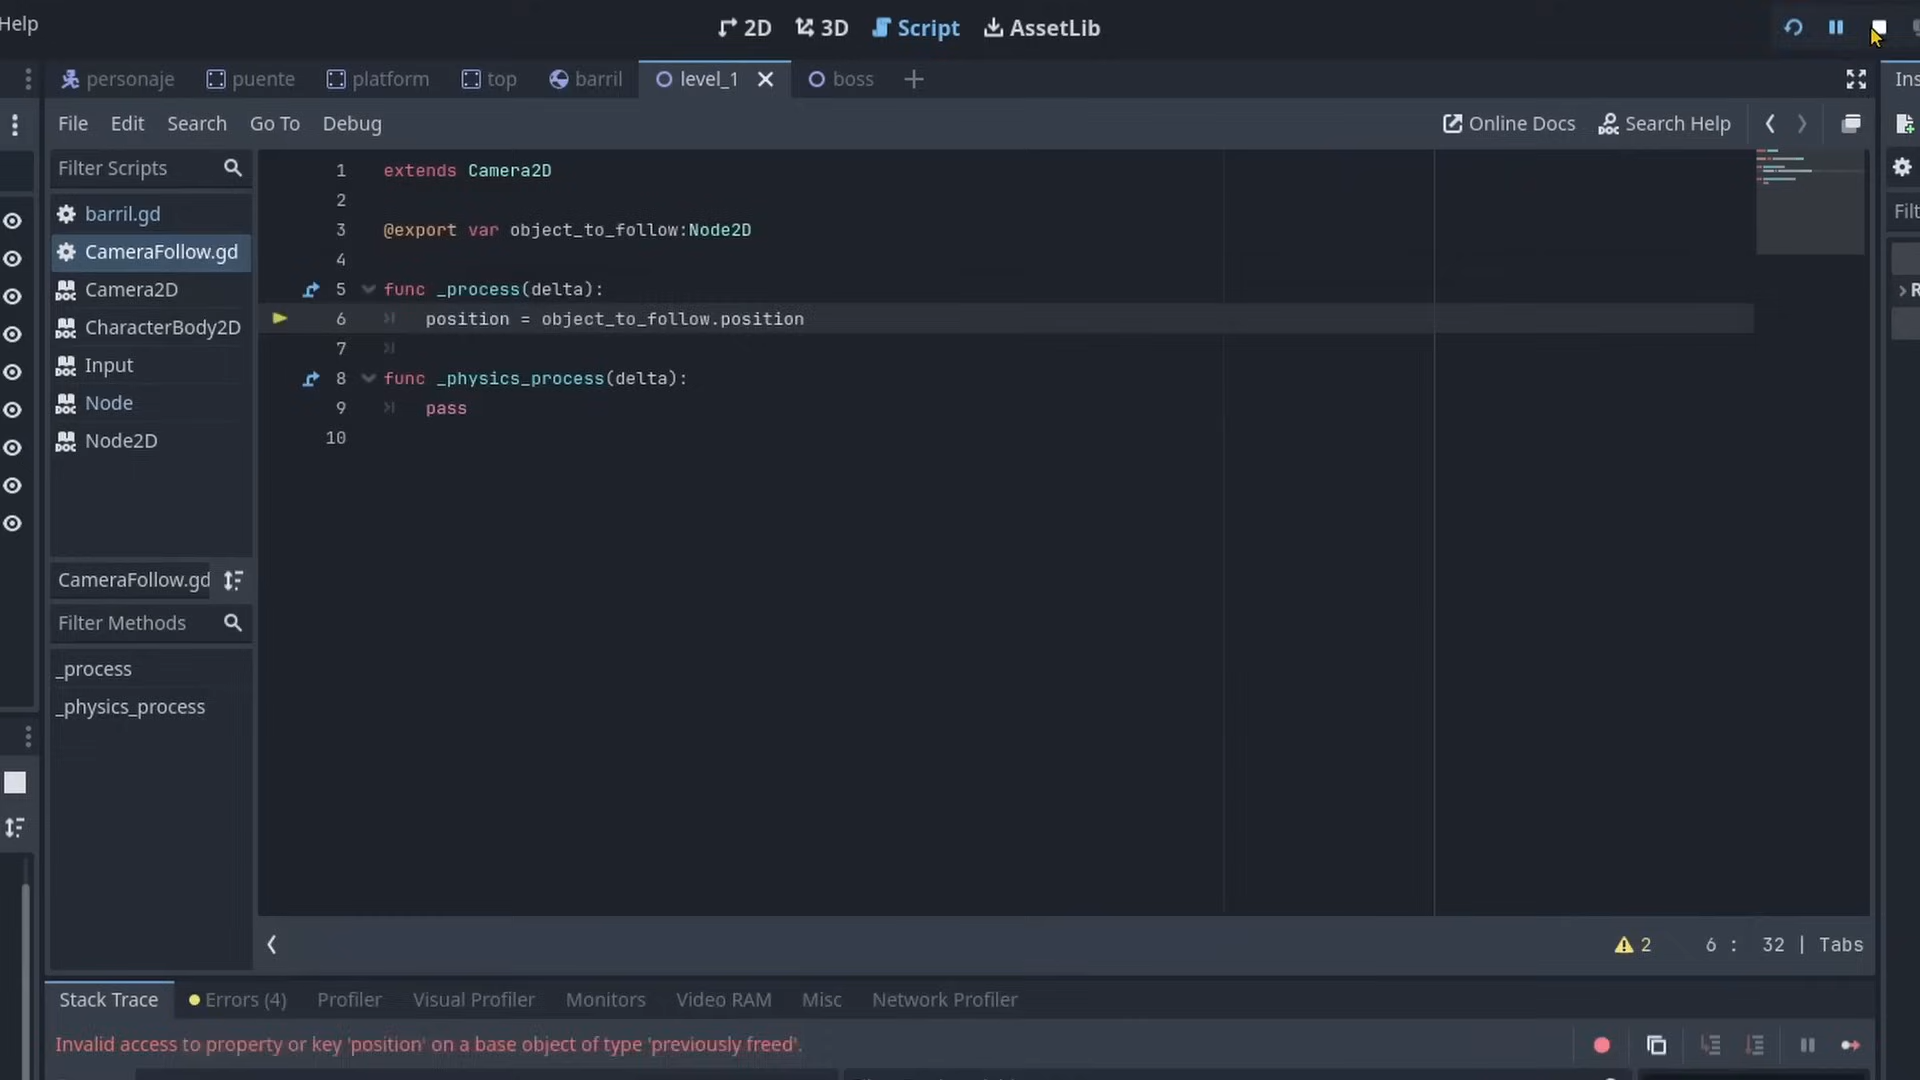 Help
2D 3D Script AssetLib
personaje puente platform top barril level_1 boss
Ins
File Edit Search Go To Debug
Online Docs Search Help
Filter Scripts
barril.gd
CameraFollow.gd
Camera2D
CharacterBody2D
Input
Node
Node2D
CameraFollow.gd
Filter Methods
_process
_physics_process
1 extends Camera2D
2
3 @export var object_to_follow:Node2D
4
5 func _process(delta):
6 position = object_to_follow.position
7
8 func _physics_process(delta):
9 pass
10
Filt
R
2 6 : 32 | Tabs
Stack Trace Errors (4) Profiler Visual Profiler Monitors Video RAM Misc Network Profiler
Invalid access to property or key 'position' on a base object of type 'previously freed'.